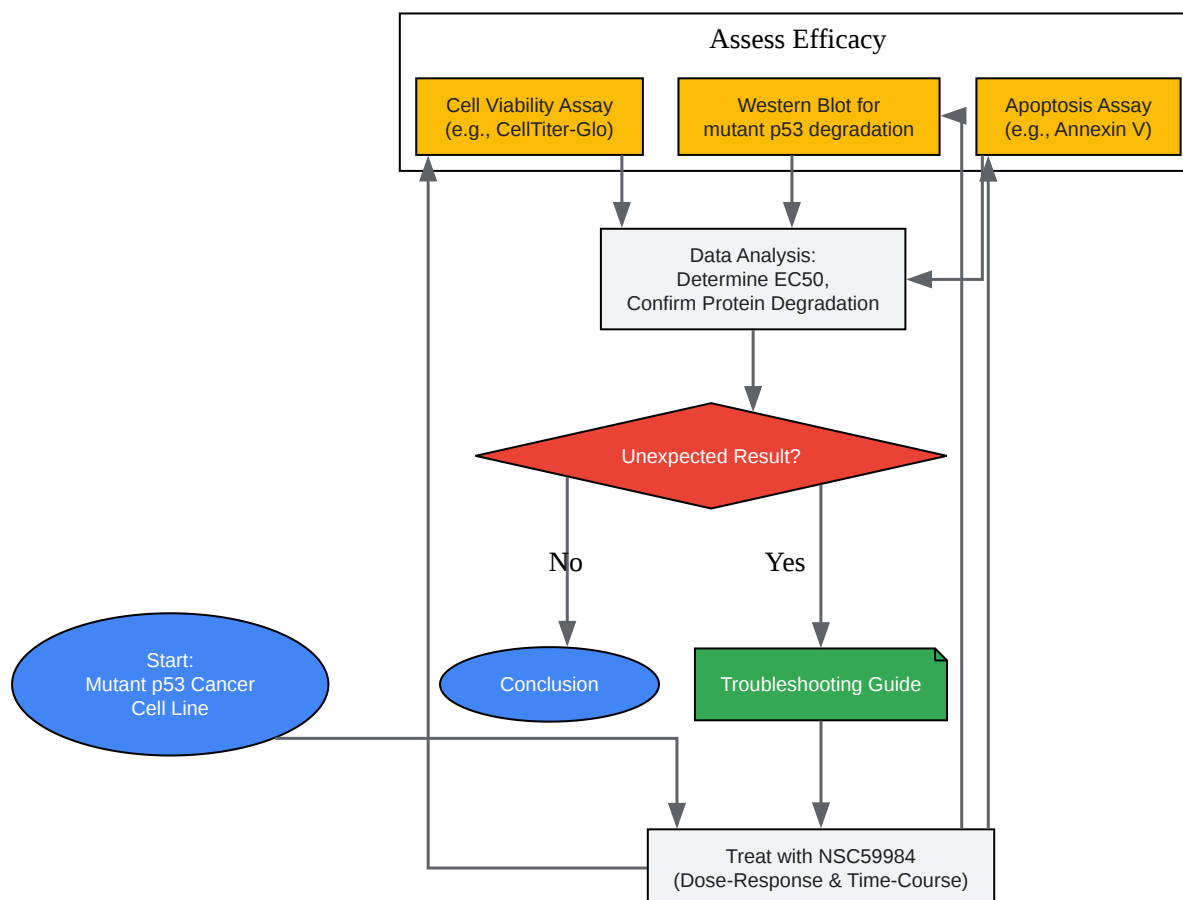 Assess Efficacy
Cell Viability Assay
(e.g., CellTiter-Glo)
Western Blot for
mutant p53 degradation
Apoptosis Assay
(e.g., Annexin V)
Data Analysis:
Determine EC50,
Confirm Protein Degradation
Unexpected Result?
No
Yes
Start:
Mutant p53 Cancer
Cell Line
Conclusion
Troubleshooting Guide
Treat with NSC59984
(Dose-Response & Time-Course)